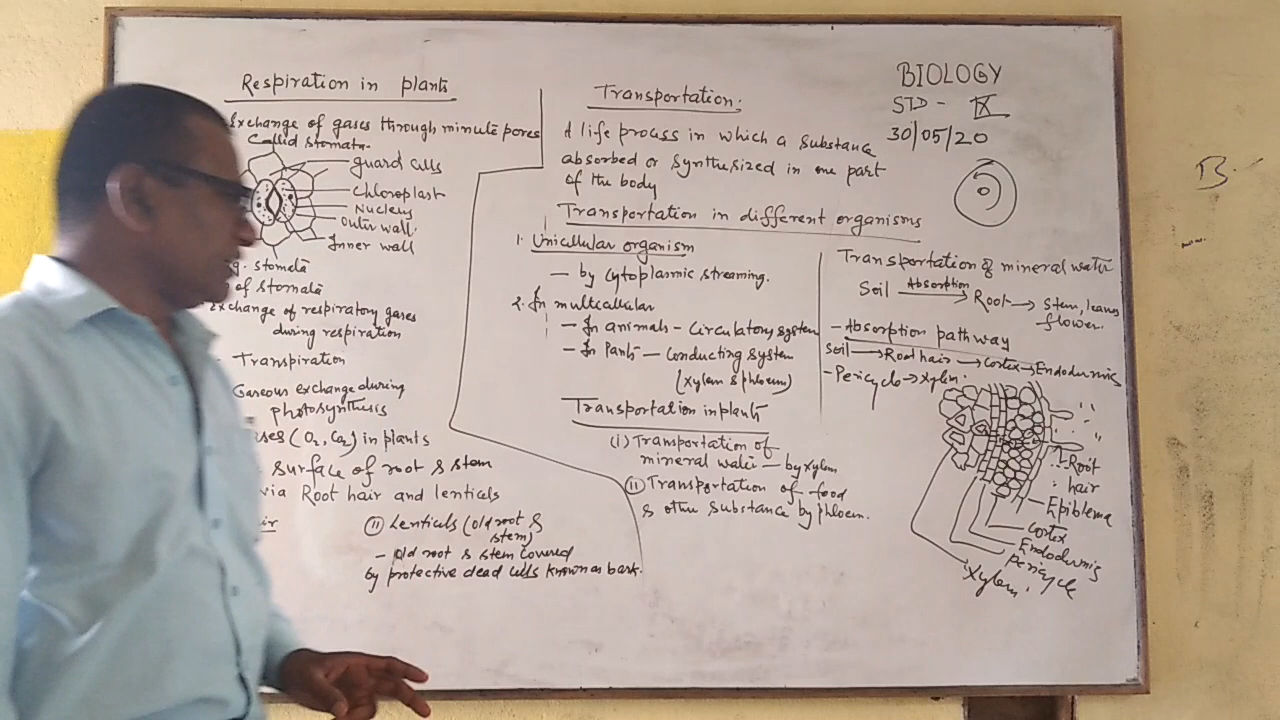 Respiration in plants
Exchange of gases through minute pores
Called stomata.
guard cells
Chloroplast
Nucleus
Outer wall.
Inner wall
g. stomata
of stomata
Exchange of respiratory gases
during respiration
Transpiration
Gaseous exchange during
photosynthesis
ses (O2, Co2) in plants
surface of root & stem
via Root hair and lenticels
(II) Lenticels (old root &
stem)
- Old root & stem covered
by protective dead cells known as bark.
Transportation:
A life process in which a substance
absorbed or synthesized in one part
of the body
Transportation in different organisms
1. Unicellular organism
- by Cytoplasmic streaming.
2. In multicellular
- In animals - Circulatory system
- In Pants - Conducting system
(xylem & phloem)
Transportation in plants
(i) Transportation of
mineral water - by xylem
(II) Transportation of food
& other substance by phloem.
BIOLOGY
STD - IX
30/05/20
Transportation of mineral water
Soil Absorption → Root → Stem, leaves
flower.
- Absorption pathway
Soil → Root hair → Cortex → Endodermis
- Pericycle → Xylem.
Root
hair
Epiblema
Cortex
Endodermis
Pericycle
Xylem.
B